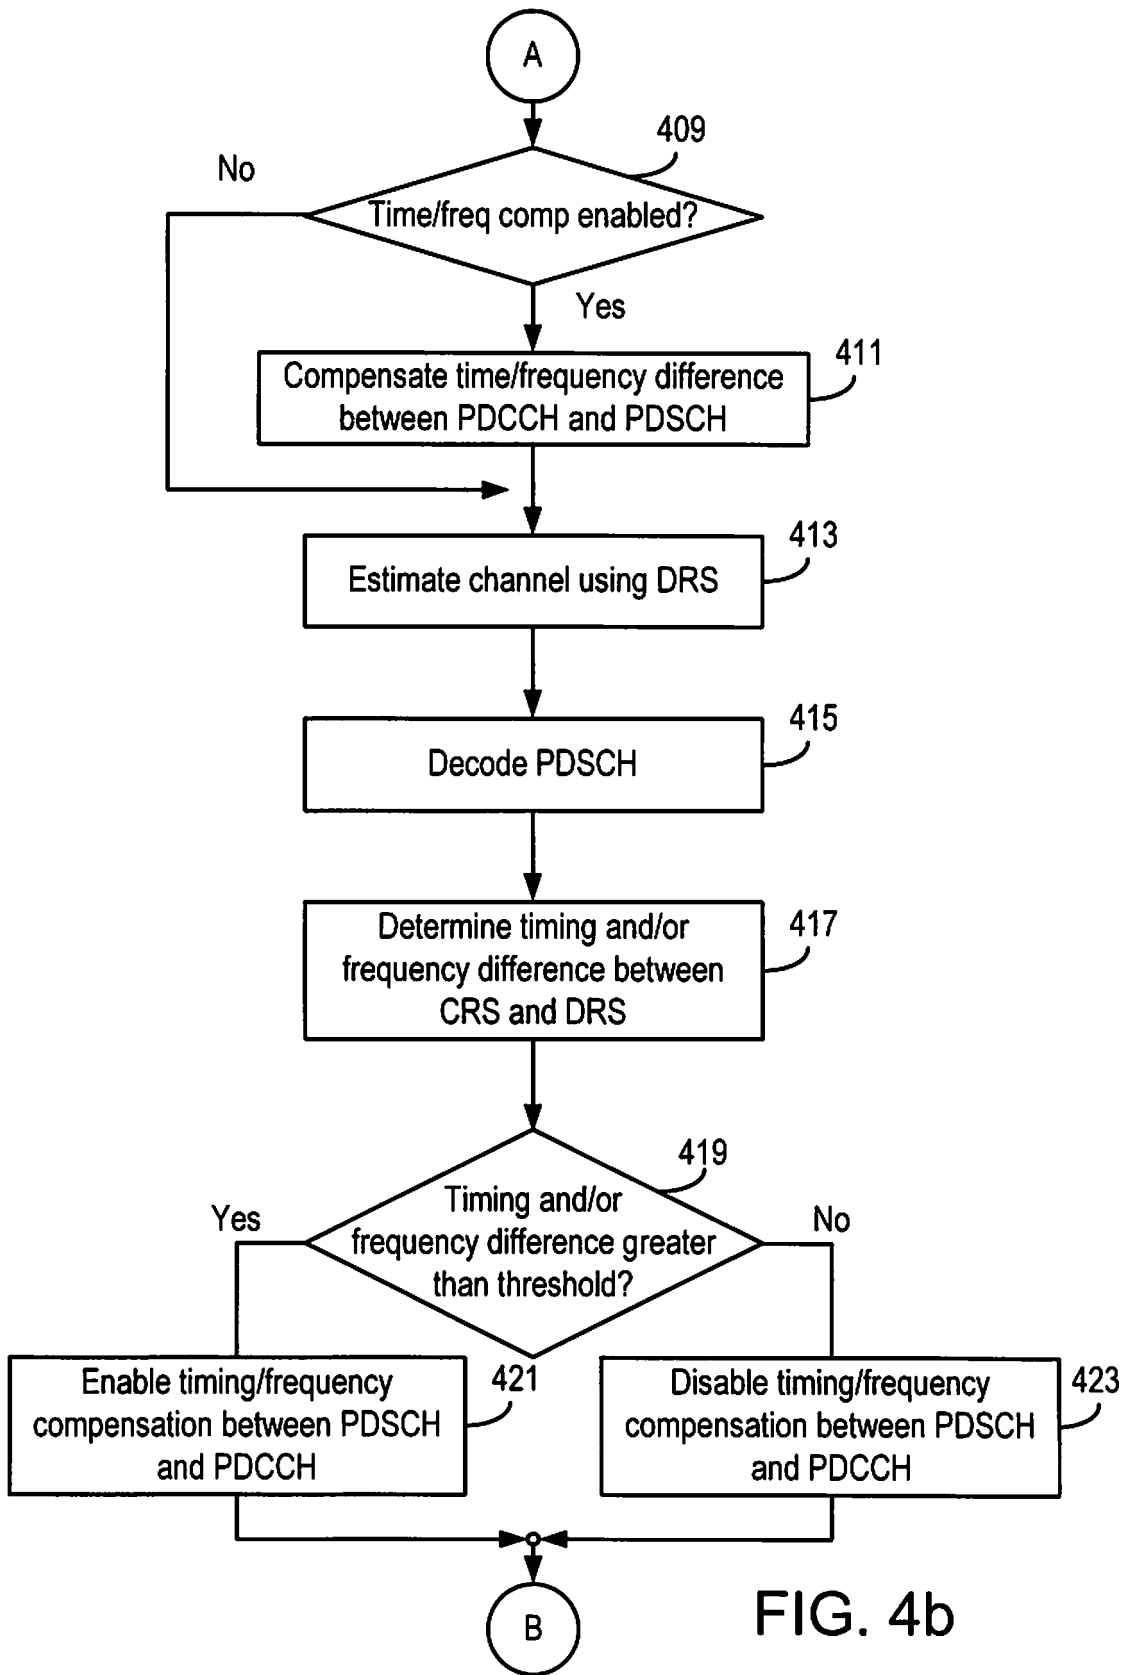 A
409
No
Time/freq comp enabled?
Yes
411
Compensate time/frequency difference
between PDCCH and PDSCH
413
Estimate channel using DRS
415
Decode PDSCH
417
Determine timing and/or
frequency difference between
CRS and DRS
419
Timing and/or
frequency difference greater
than threshold?
Yes
No
421
Enable timing/frequency
compensation between PDSCH
and PDCCH
423
Disable timing/frequency
compensation between PDSCH
and PDCCH
B
FIG. 4b